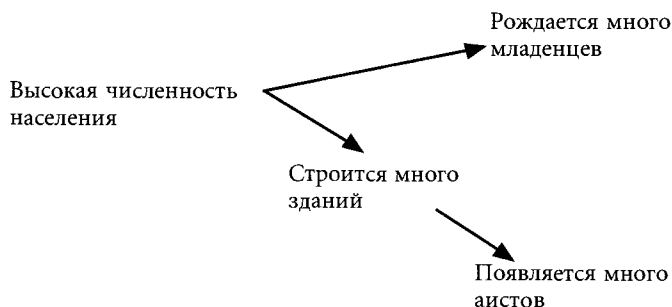 Рождается много
младенцев
Высокая численность
населения
Строится много
зданий
Появляется много
аистов